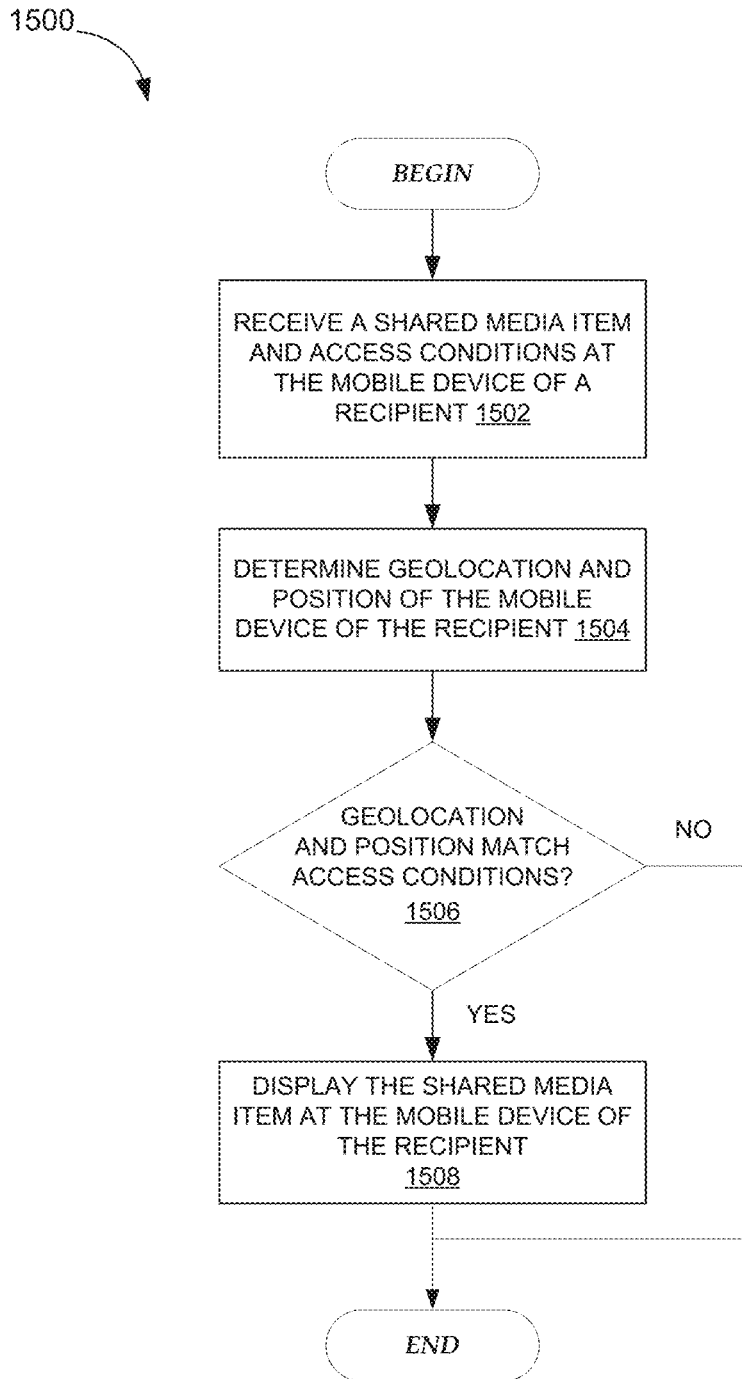 1500
BEGIN
RECEIVE A SHARED MEDIA ITEM
AND ACCESS CONDITIONS AT
THE MOBILE DEVICE OF A
RECIPIENT 1502
DETERMINE GEOLOCATION AND
POSITION OF THE MOBILE
DEVICE OF THE RECIPIENT 1504
GEOLOCATION
AND POSITION MATCH
ACCESS CONDITIONS?
1506
NO
YES
DISPLAY THE SHARED MEDIA
ITEM AT THE MOBILE DEVICE OF
THE RECIPIENT
1508
END